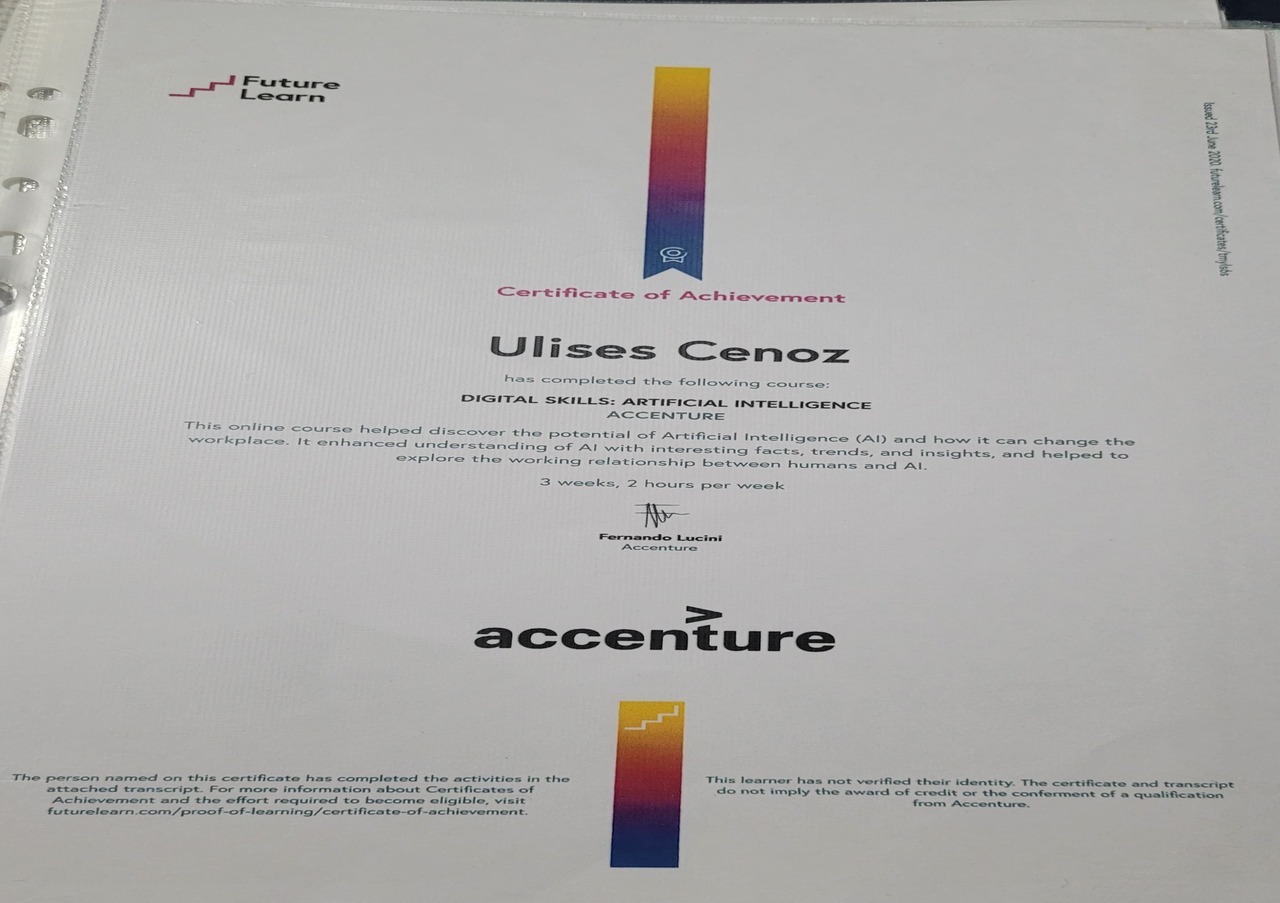 Future
Learn
Issued 23rd June 2020. futurelearn.com/certificates/
Certificate of Achievement
Ulises Cenoz
has completed the following course:
DIGITAL SKILLS: ARTIFICIAL INTELLIGENCE
ACCENTURE
This online course helped discover the potential of Artificial Intelligence (AI) and how it can change the
workplace. It enhanced understanding of AI with interesting facts, trends, and insights, and helped to
explore the working relationship between humans and AI.
3 weeks, 2 hours per week
Fernando Lucini
Accenture
accenture
The person named on this certificate has completed the activities in the
attached transcript. For more information about Certificates of
Achievement and the effort required to become eligible, visit
futurelearn.com/proof-of-learning/certificate-of-achievement.
This learner has not verified their identity. The certificate and transcript
do not imply the award of credit or the conferment of a qualification
from Accenture.